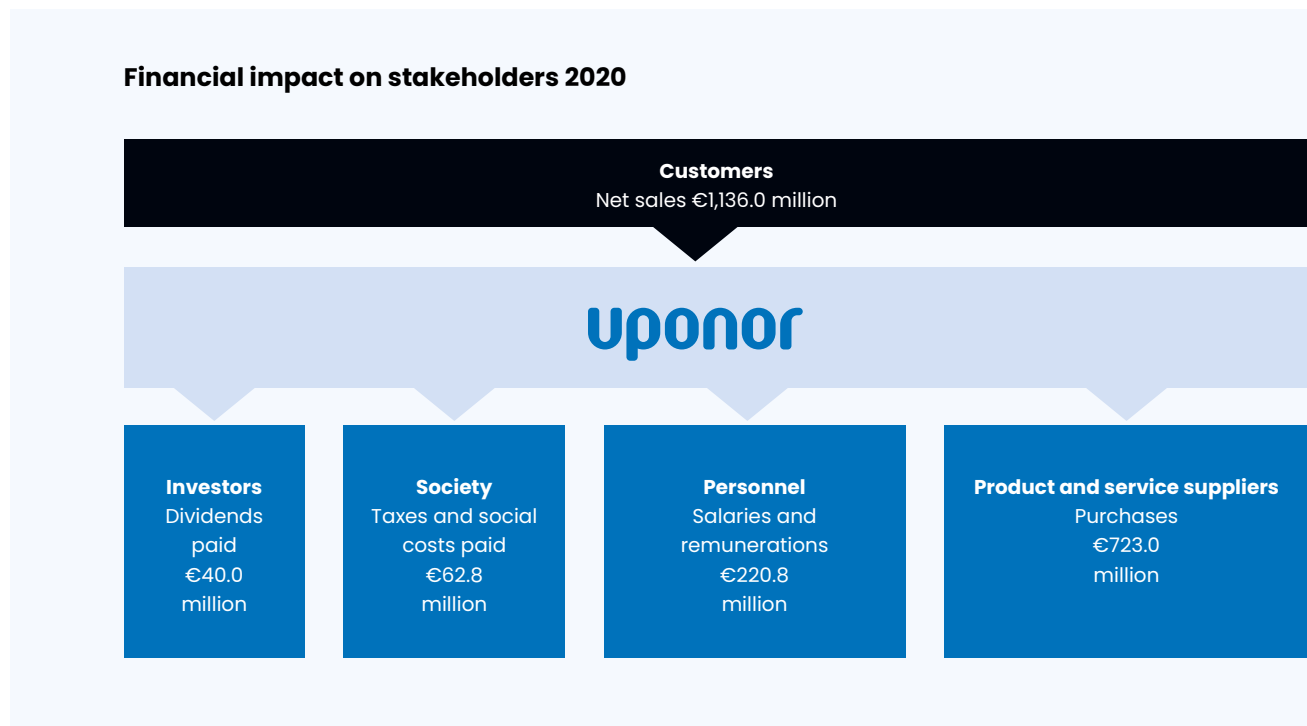 Financial impact on stakeholders 2020
Customers
Net sales €1,136.0 million
uponor
Investors
Dividends
paid
€40.0
million
Society
Taxes and social
costs paid
€62.8
million
Personnel
Salaries and
remunerations
€220.8
million
Product and service suppliers
Purchases
€723.0
million